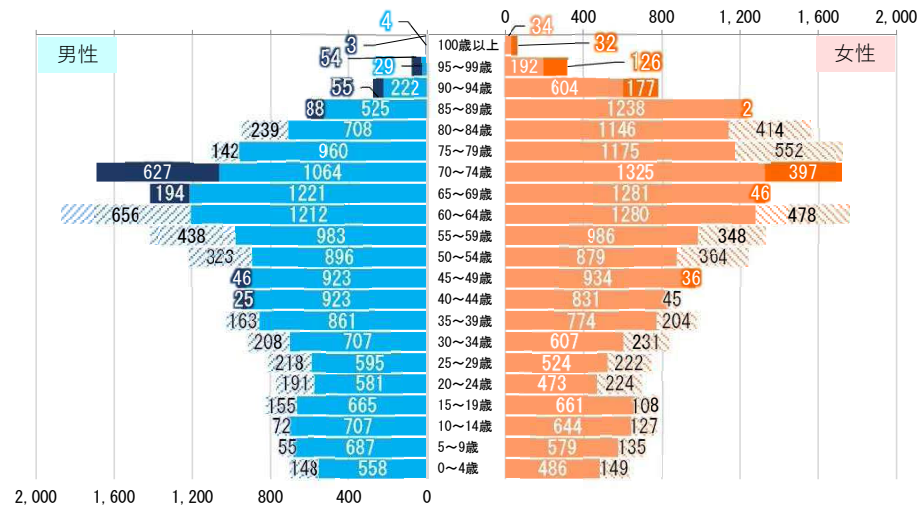 0 400 800 1,200 1,600 2,000
男性
女性
4 34
3 100歳以上 32
54 29 95～99歳 192 126
55 222 90～94歳 604 177
88 525 85～89歳 1238 2
239 708 80～84歳 1146 414
142 960 75～79歳 1175 552
627 1064 70～74歳 1325 397
194 1221 65～69歳 1281 46
656 1212 60～64歳 1280 478
438 983 55～59歳 986 348
323 896 50～54歳 879 364
46 923 45～49歳 934 36
25 923 40～44歳 831 45
163 861 35～39歳 774 204
208 707 30～34歳 607 231
218 595 25～29歳 524 222
191 581 20～24歳 473 224
155 665 15～19歳 661 108
72 707 10～14歳 644 127
55 687 5～9歳 579 135
148 558 0～4歳 486 149
2,000 1,600 1,200 800 400 0